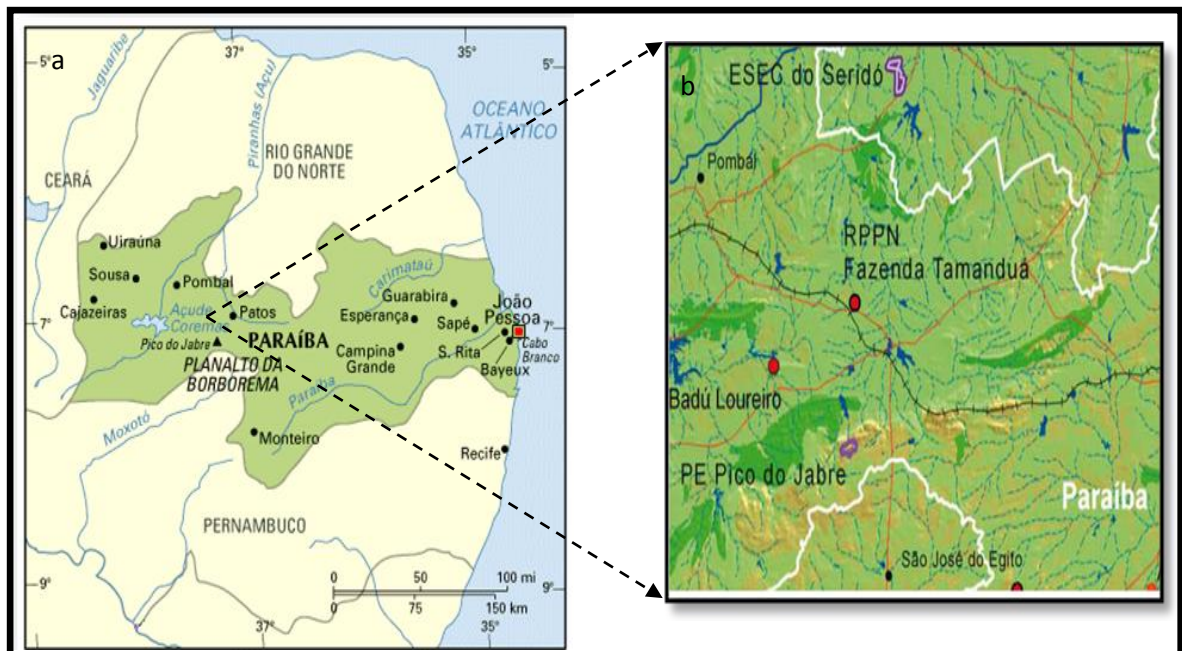 37°
35°
5°
a
5°
Jaguaribe
Piranhas (Açu)
OCEANO
ATLÂNTICO
RIO GRANDE
DO NORTE
CEARÁ
Uiraúna
Sousa
Pombal
Carimataú
Cajazeiras
Açude
Corema
Patos
Guarabira
Esperança
Sapé
João
Pessoa
7°
7°
Pico do Jabre
PARAÍBA
PLANALTO DA
BORBOREMA
Campina
Grande
S. Rita
Cabo
Branco
Bayeux
Paraíba
Moxotó
Monteiro
Recife
PERNAMBUCO
9°
9°
0 50 100 mi
0 75 150 km
37°
35°
b
ESEC do Seridó
Pombal
RPPN
Fazenda Tamanduá
Badú Loureiro
PE Pico do Jabre
Paraíba
São José do Egito